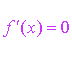 f'(x) = 0